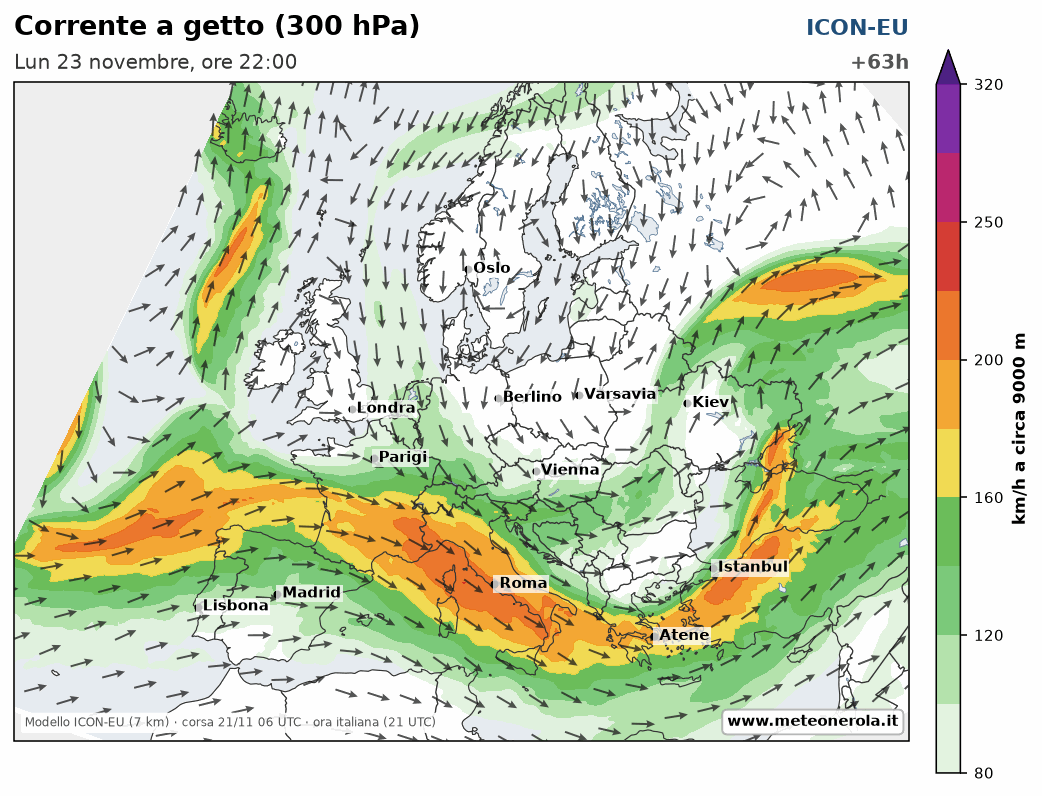 Corrente a getto (300 hPa)
ICON-EU
Lun 23 novembre, ore 22:00
+63h
320
250
200
160
120
80
km/h a circa 9000 m
Oslo
Berlino
Varsavia
Kiev
Londra
Parigi
Vienna
Istanbul
Roma
Madrid
Lisbona
Atene
Modello ICON-EU (7 km) · corsa 21/11 06 UTC · ora italiana (21 UTC)
www.meteonerola.it